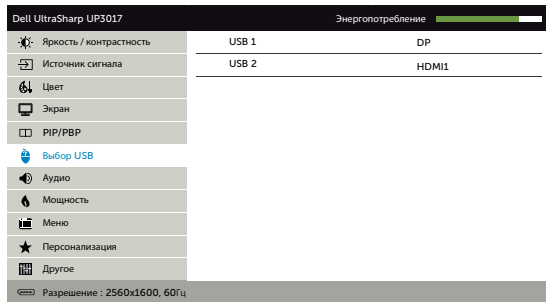 Dell UltraSharp UP3017 Энергопотребление
Яркость / контрастность USB 1 DP
Источник сигнала USB 2 HDMI1
Цвет
Экран
PIP/PBP
Выбор USB
Аудио
Мощность
Меню
Персонализация
Другое
Разрешение : 2560x1600, 60Гц